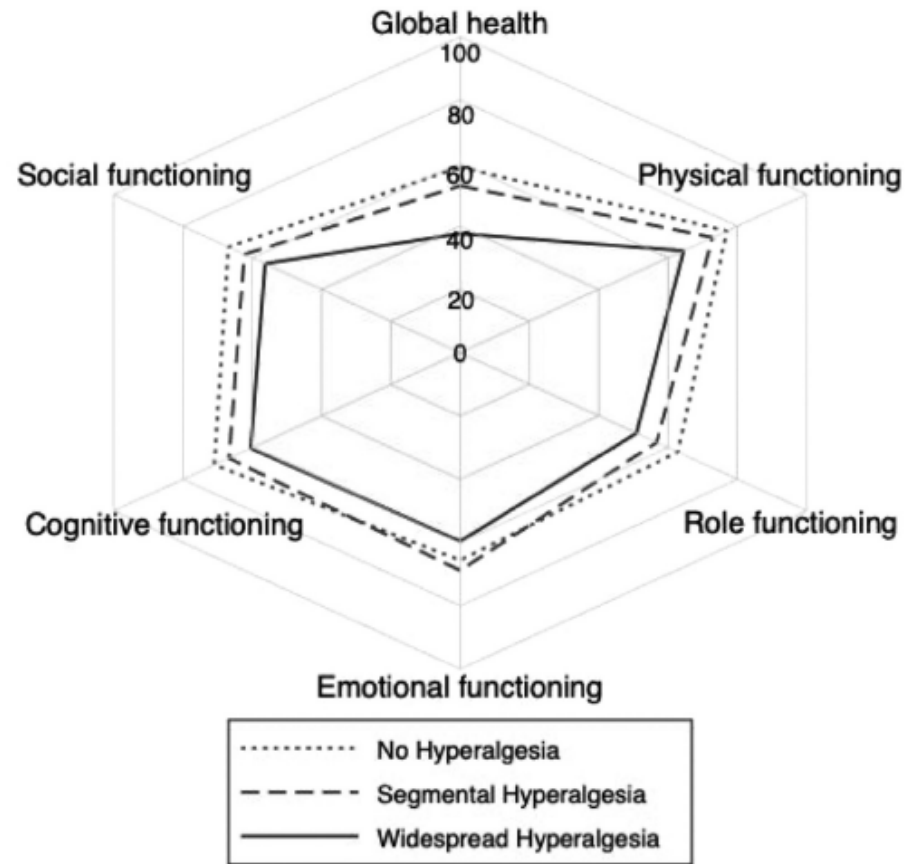 Global health
100
80
Social functioning
60
Physical functioning
40
20
0
Cognitive functioning
Role functioning
Emotional functioning
No Hyperalgesia
Segmental Hyperalgesia
Widespread Hyperalgesia